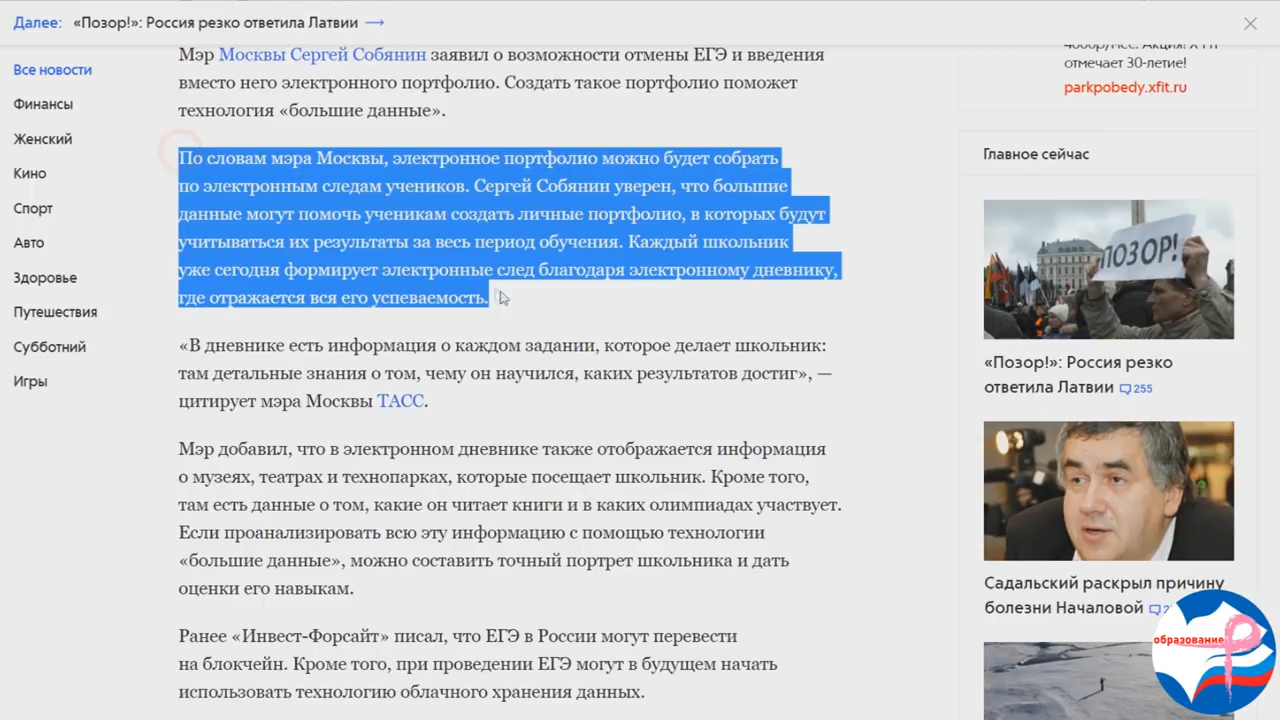 Далее: «Позор!»: Россия резко ответила Латвии →
Все новости
Финансы
Женский
Кино
Спорт
Авто
Здоровье
Путешествия
Субботний
Игры
Мэр Москвы Сергей Собянин заявил о возможности отмены ЕГЭ и введения
вместо него электронного портфолио. Создать такое портфолио поможет
технология «большие данные».
По словам мэра Москвы, электронное портфолио можно будет собрать
по электронным следам учеников. Сергей Собянин уверен, что большие
данные могут помочь ученикам создать личные портфолио, в которых будут
учитываться их результаты за весь период обучения. Каждый школьник
уже сегодня формирует электронные след благодаря электронному дневнику,
где отражается вся его успеваемость.
«В дневнике есть информация о каждом задании, которое делает школьник:
там детальные знания о том, чему он научился, каких результатов достиг», —
цитирует мэра Москвы ТАСС.
Мэр добавил, что в электронном дневнике также отображается информация
о музеях, театрах и технопарках, которые посещает школьник. Кроме того,
там есть данные о том, какие он читает книги и в каких олимпиадах участвует.
Если проанализировать всю эту информацию с помощью технологии
«большие данные», можно составить точный портрет школьника и дать
оценки его навыкам.
Ранее «Инвест-Форсайт» писал, что ЕГЭ в России могут перевести
на блокчейн. Кроме того, при проведении ЕГЭ могут в будущем начать
использовать технологию облачного хранения данных.
отмечает 30-летие!
parkpobedy.xfit.ru
Главное сейчас
ПОЗОР!
«Позор!»: Россия резко
ответила Латвии 255
Садальский раскрыл причину
болезни Началовой
образование